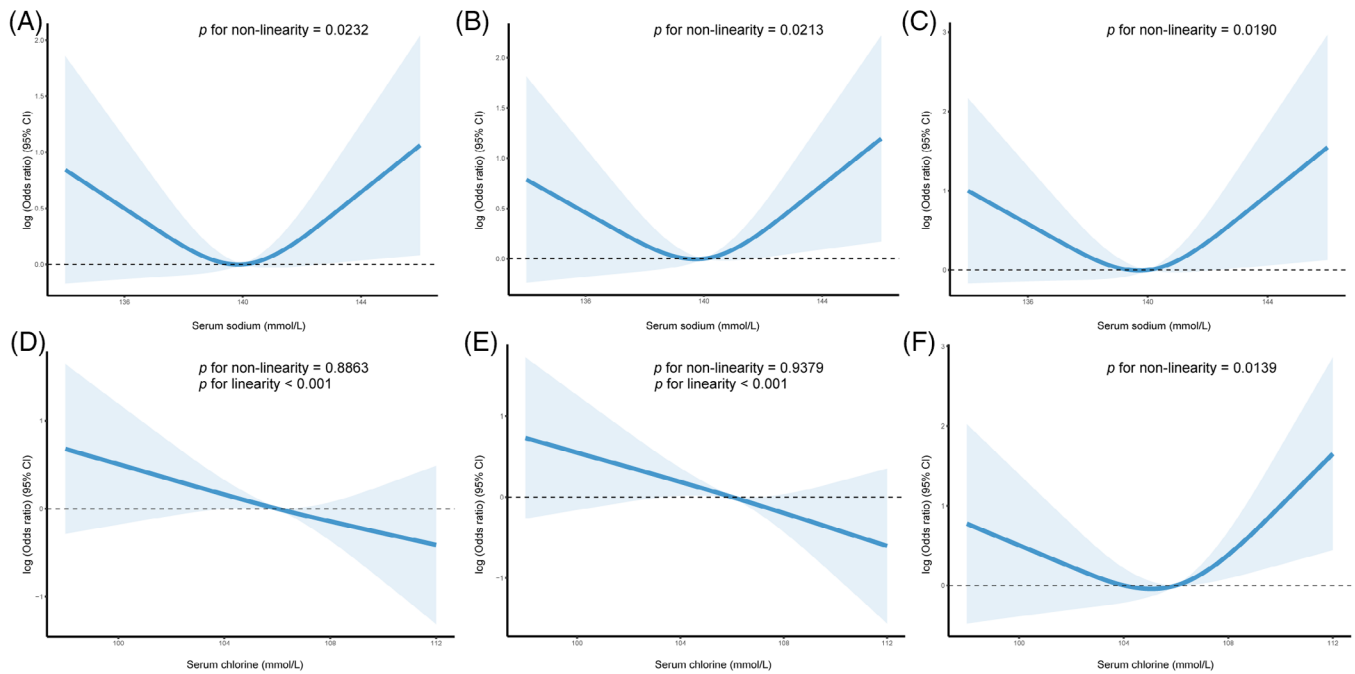 (A)
p for non-linearity = 0.0232
log (Odds ratio) (95% CI)
2.0
1.5
1.0
0.5
0.0
136
140
144
Serum sodium (mmol/L)
(B)
p for non-linearity = 0.0213
log (Odds ratio) (95% CI)
2.0
1.5
1.0
0.5
0.0
136
140
144
Serum sodium (mmol/L)
(C)
p for non-linearity = 0.0190
log (Odds ratio) (95% CI)
3
2
1
0
136
140
144
Serum sodium (mmol/L)
(D)
p for non-linearity = 0.8863
p for linearity < 0.001
log (Odds ratio) (95% CI)
1
0
−1
100
104
108
112
Serum chlorine (mmol/L)
(E)
p for non-linearity = 0.9379
p for linearity < 0.001
log (Odds ratio) (95% CI)
1
0
−1
100
104
108
112
Serum chlorine (mmol/L)
(F)
p for non-linearity = 0.0139
log (Odds ratio) (95% CI)
3
2
1
0
100
104
108
112
Serum chlorine (mmol/L)